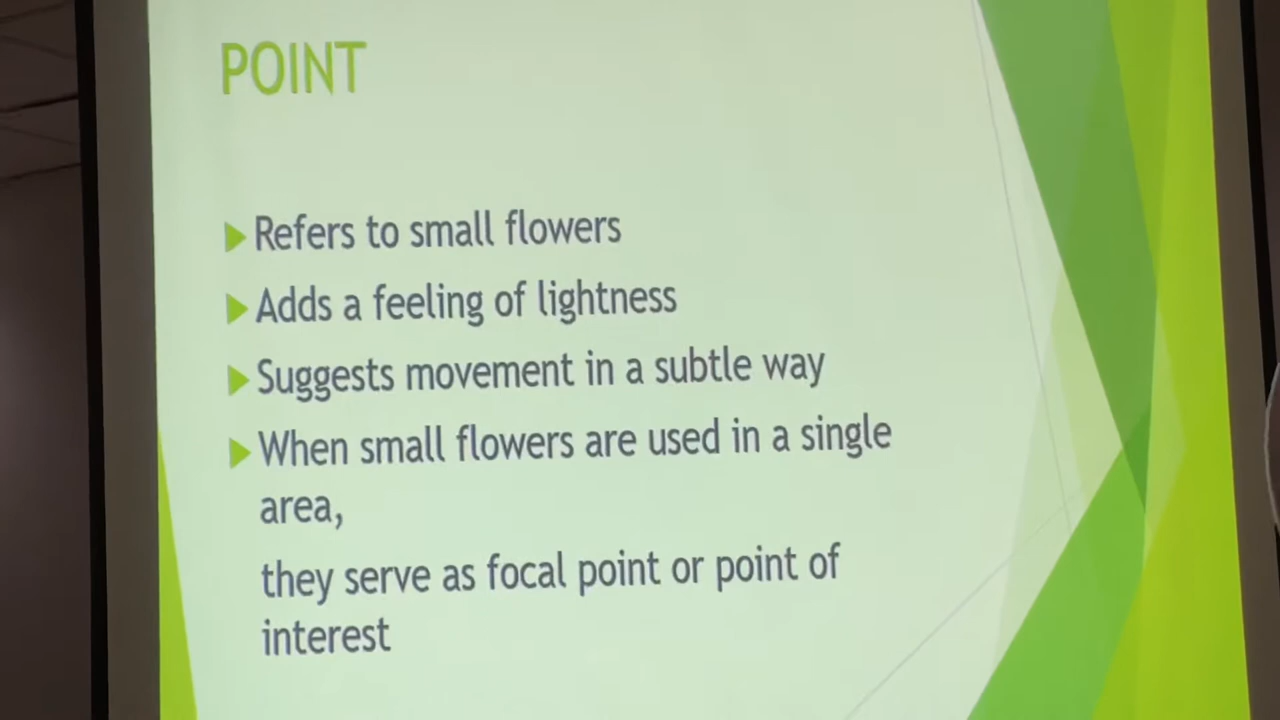 POINT
Refers to small flowers
Adds a feeling of lightness
Suggests movement in a subtle way
When small flowers are used in a single
area,
they serve as focal point or point of
interest